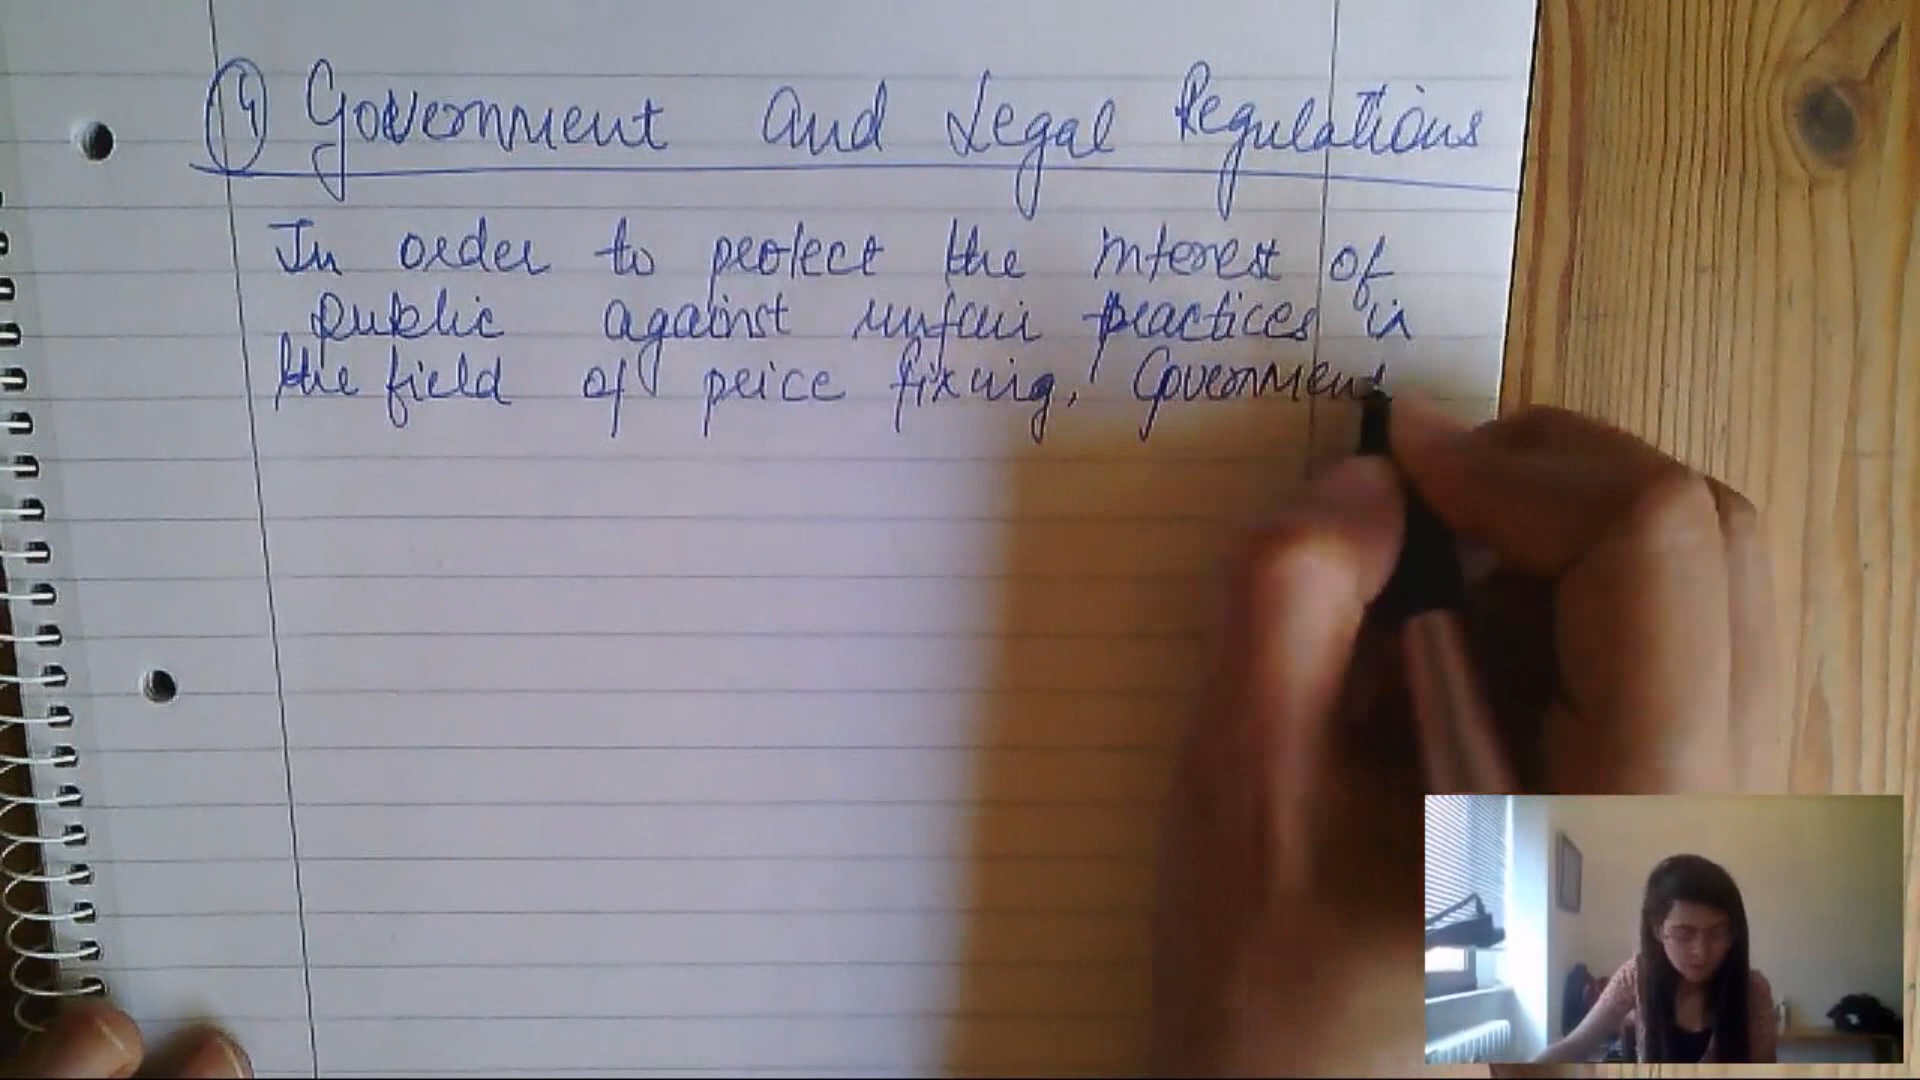 4 Government and Legal Regulations
In order to protect the interest of
public against unfair practices in
the field of price fixing, Government